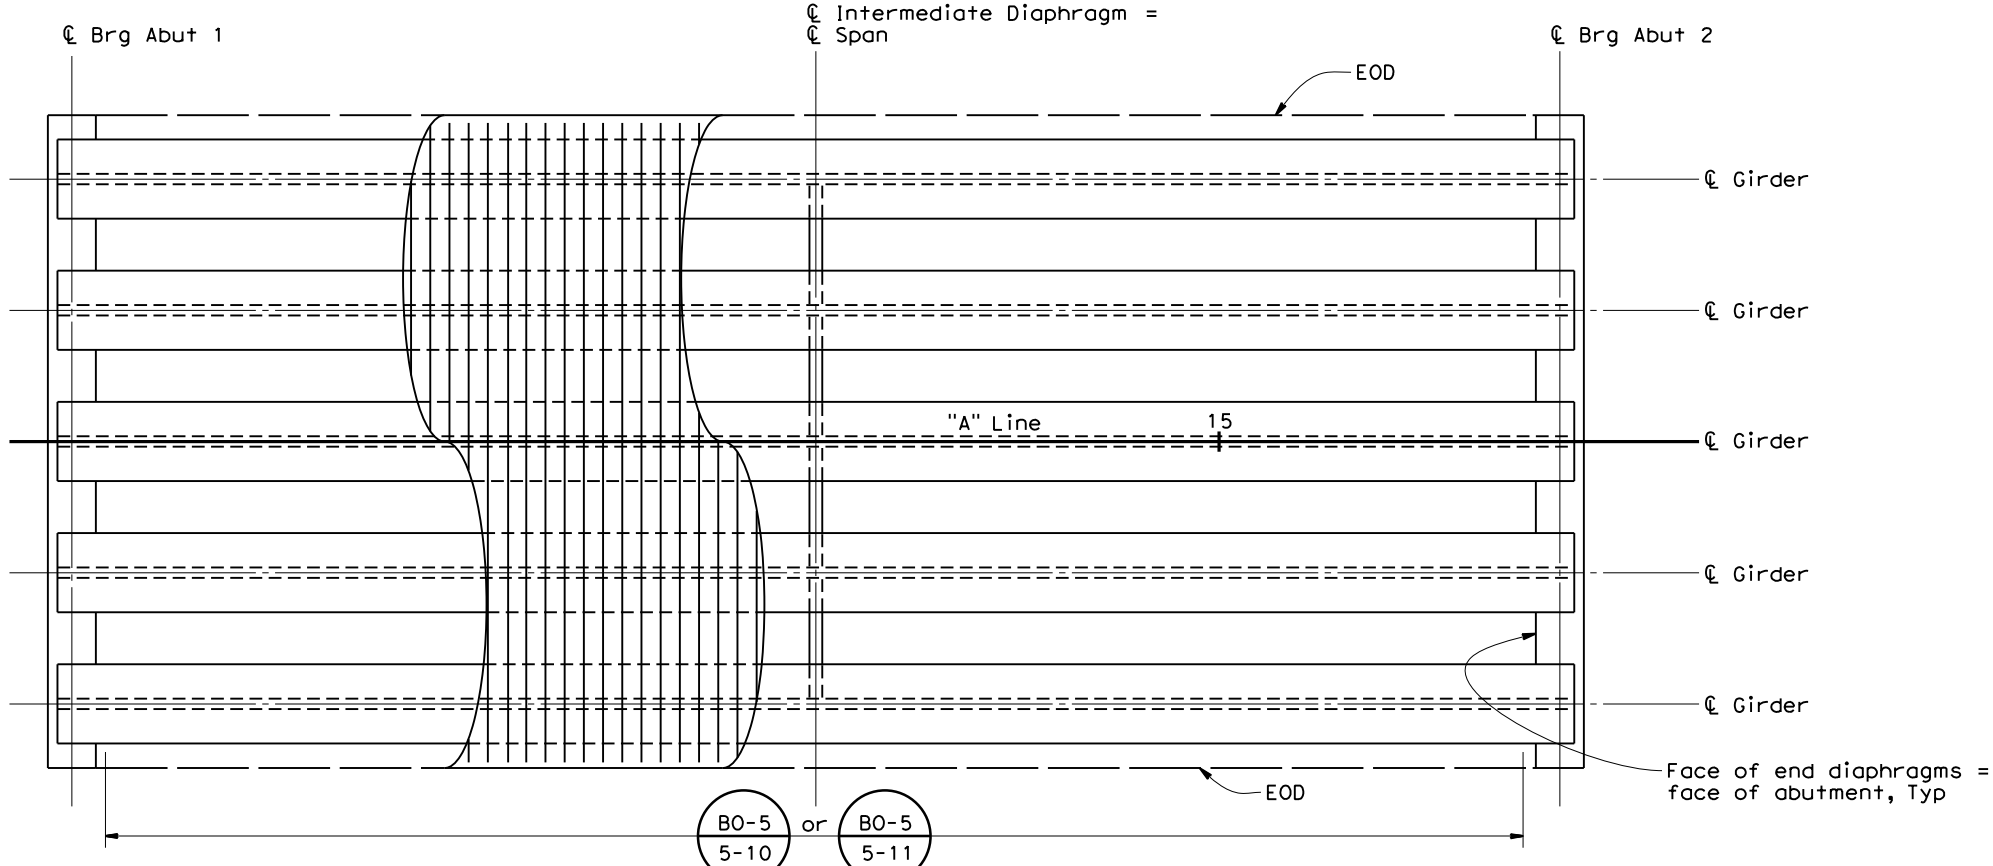 ℄ Intermediate Diaphragm =
℄ Brg Abut 1
℄ Span
℄ Brg Abut 2
EOD
℄ Girder
℄ Girder
"A" Line
15
℄ Girder
℄ Girder
℄ Girder
Face of end diaphragms =
face of abutment, Typ
EOD
BO-5
5-10
or
BO-5
5-11